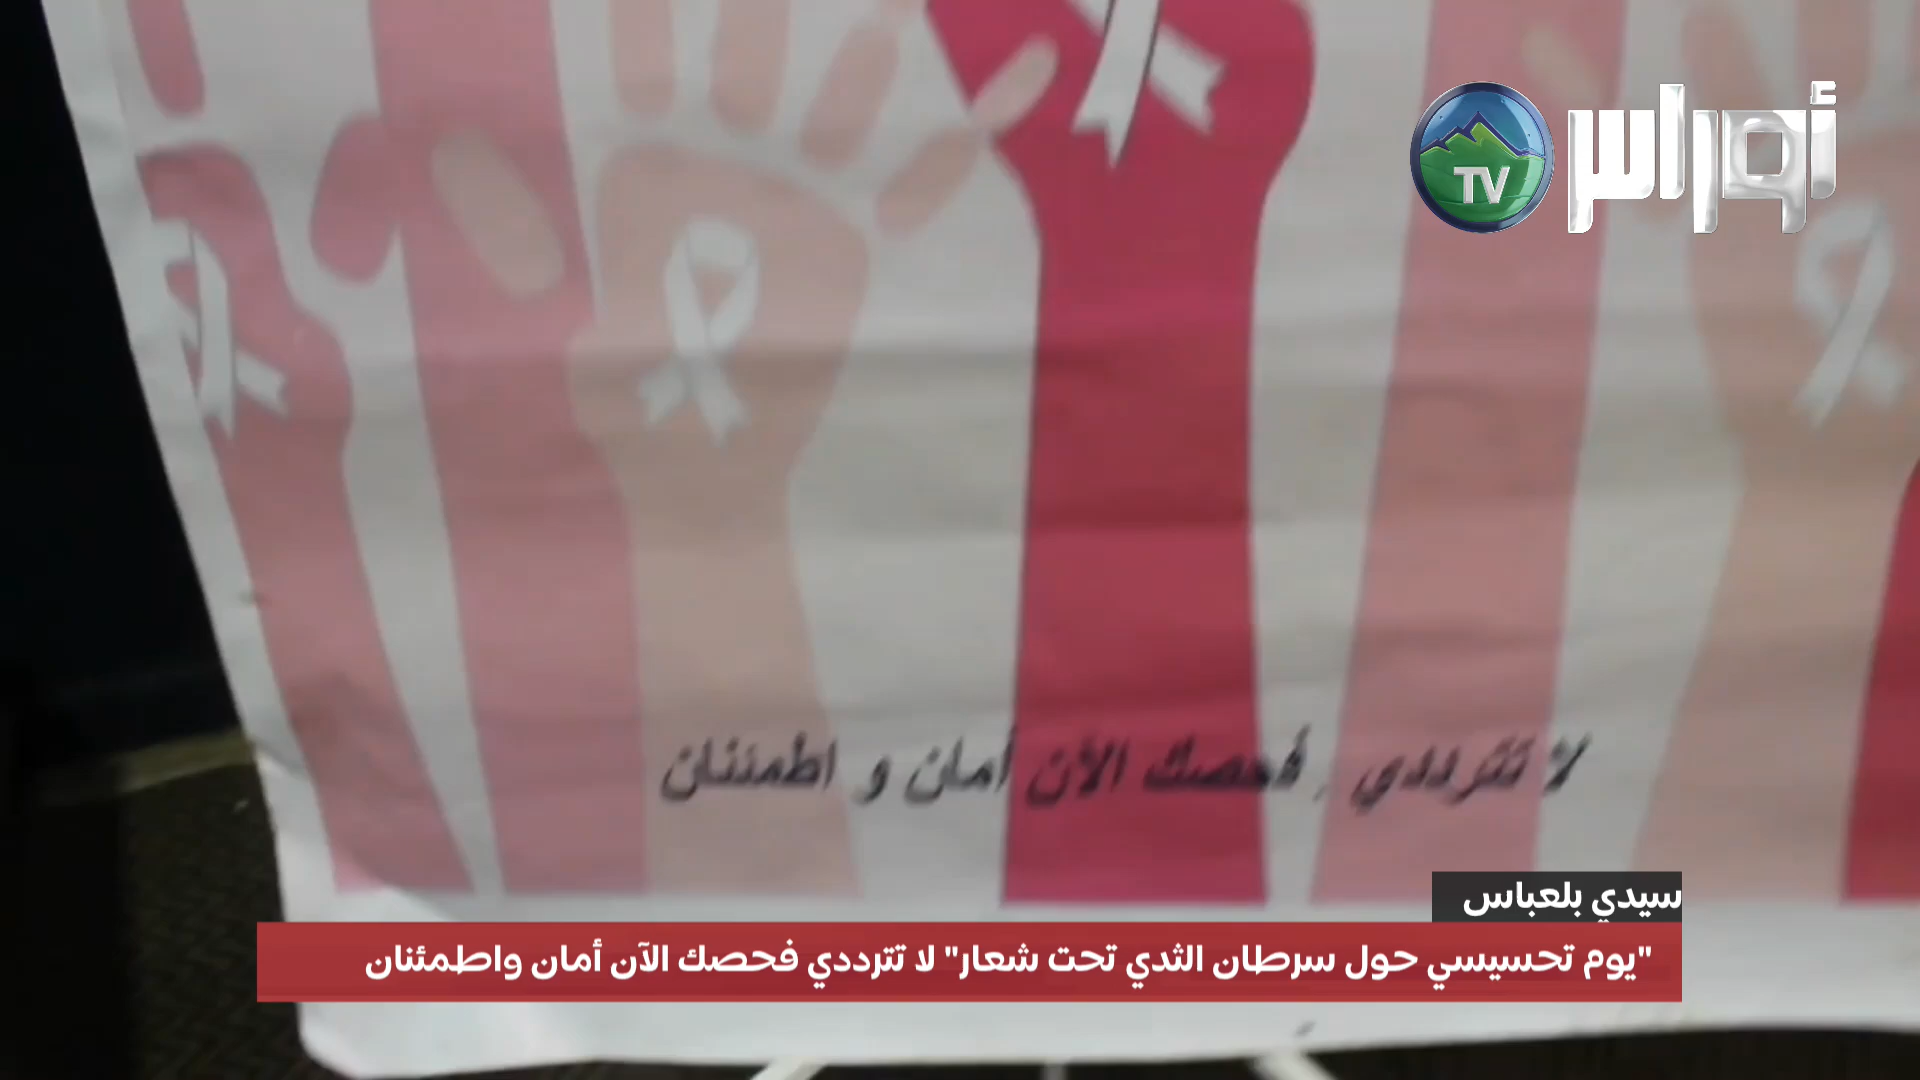 أوراس
TV
لا تترددي , فحصك الآن أمان و اطمئنان
سيدي بلعباس
"يوم تحسيسي حول سرطان الثدي تحت شعار" لا تترددي فحصك الآن أمان واطمئنان